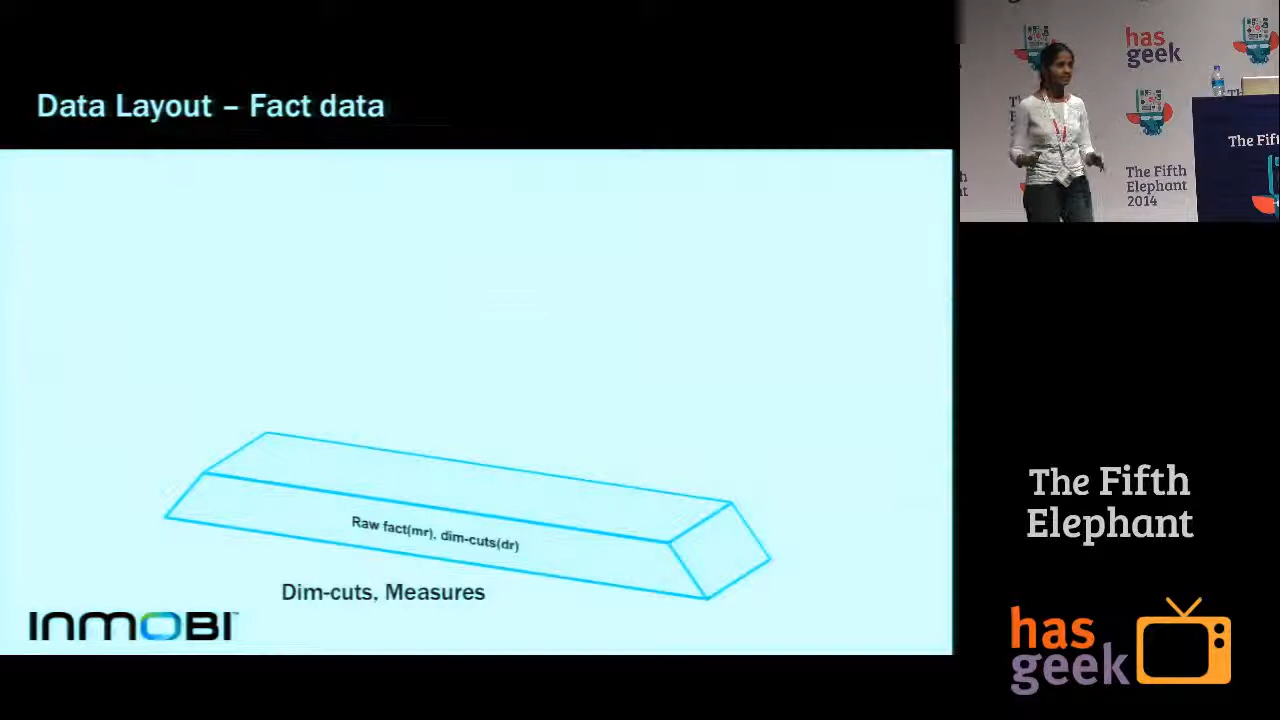 Data Layout – Fact data
Raw fact(mr), dim-cuts(dr)
Dim-cuts, Measures
INMOBI™
has
geek
The Fifth
Elephant
2014
The Fift
The Fifth
Elephant
has
geek